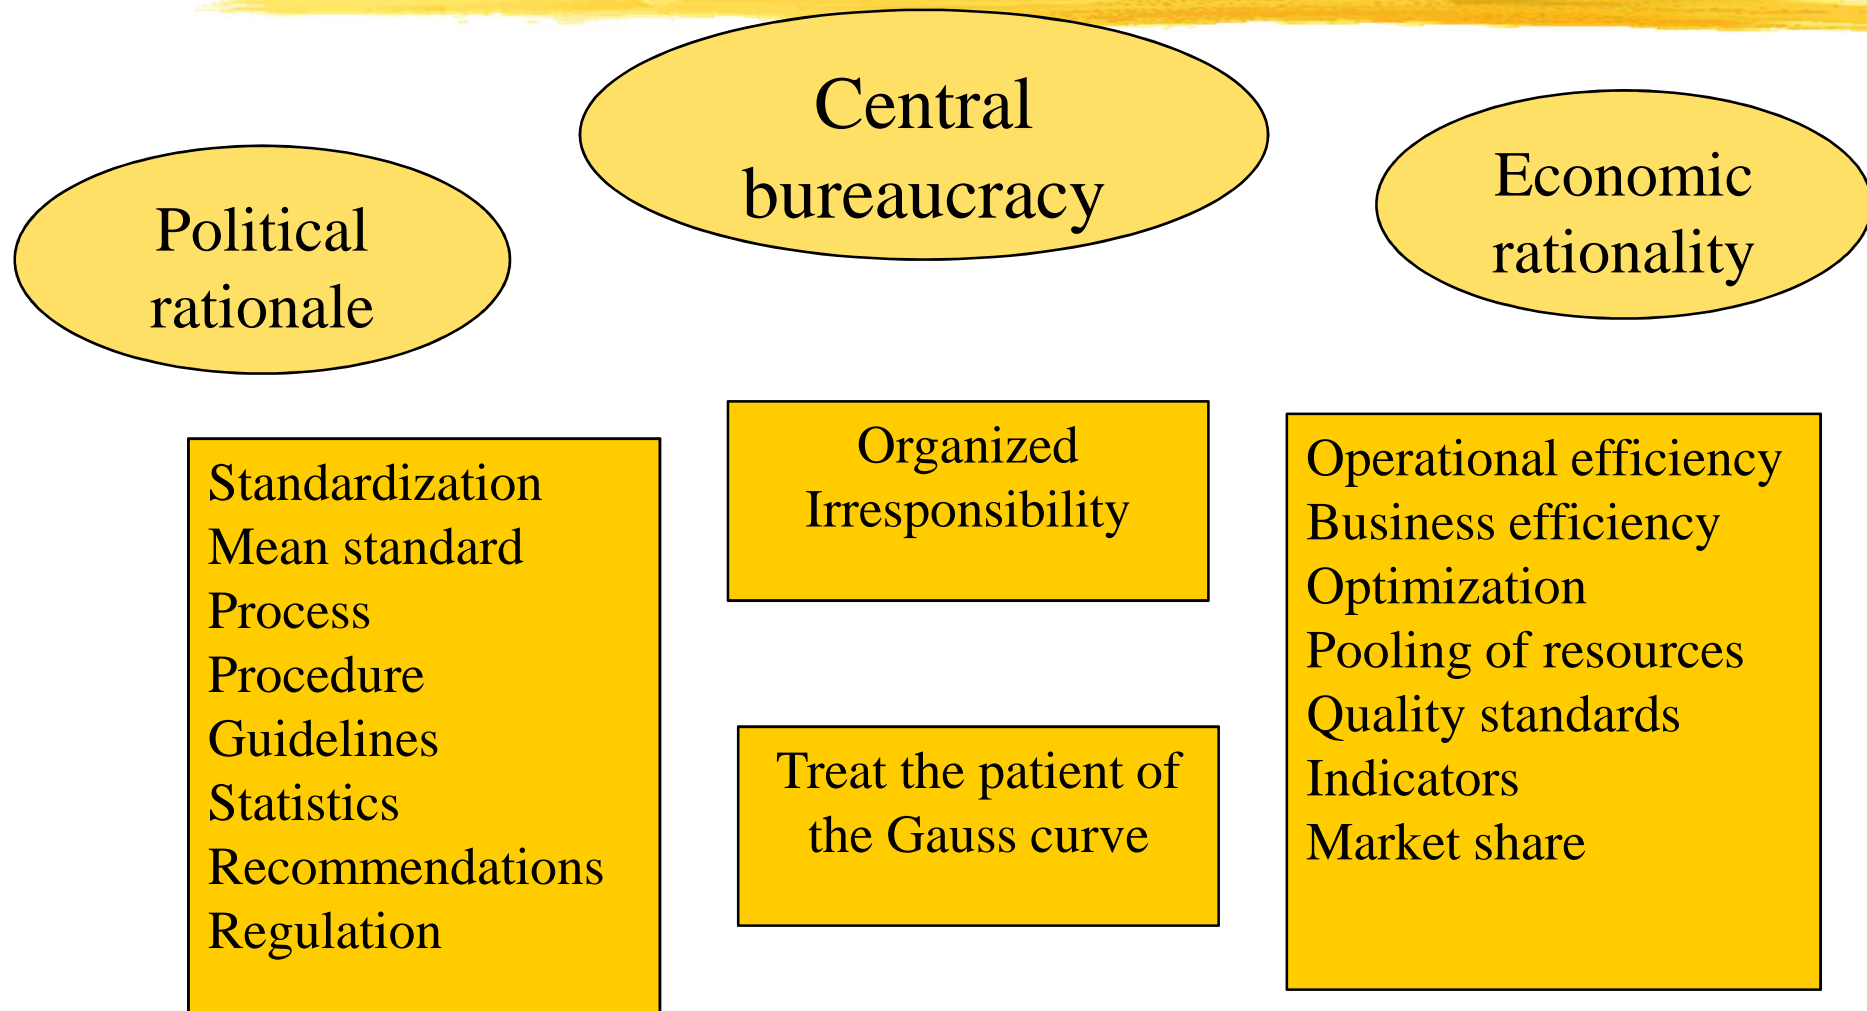 Central
bureaucracy
Political
rationale
Economic
rationality
Standardization
Mean standard
Process
Procedure
Guidelines
Statistics
Recommendations
Regulation
Organized
Irresponsibility
Treat the patient of
the Gauss curve
Operational efficiency
Business efficiency
Optimization
Pooling of resources
Quality standards
Indicators
Market share